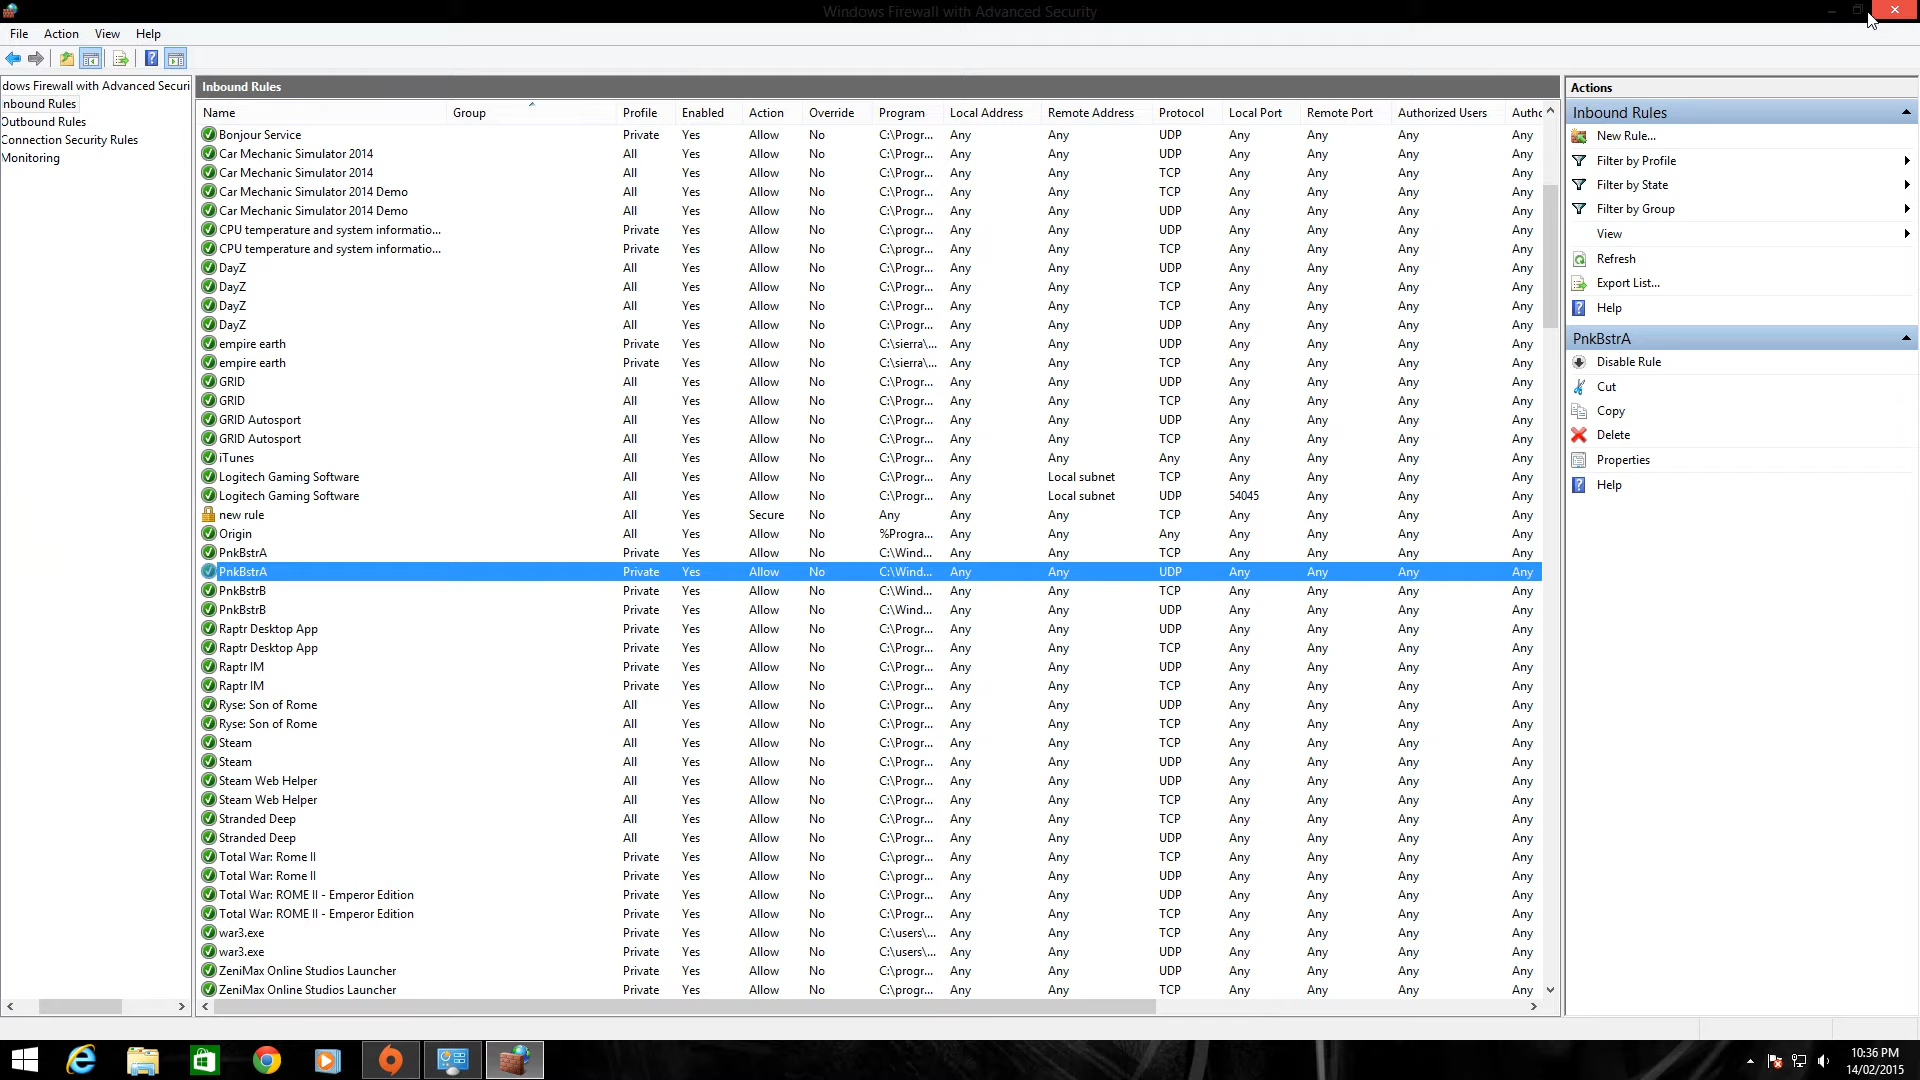 Windows Firewall with Advanced Security
File Action View Help
dows Firewall with Advanced Securi
nbound Rules
Outbound Rules
Connection Security Rules
Monitoring
Inbound Rules
Name Group Profile Enabled Action Override Program Local Address Remote Address Protocol Local Port Remote Port Authorized Users Autho
Bonjour Service Private Yes Allow No C:\Progr... Any Any UDP Any Any Any Any
Car Mechanic Simulator 2014 All Yes Allow No C:\Progr... Any Any UDP Any Any Any Any
Car Mechanic Simulator 2014 All Yes Allow No C:\Progr... Any Any TCP Any Any Any Any
Car Mechanic Simulator 2014 Demo All Yes Allow No C:\Progr... Any Any TCP Any Any Any Any
Car Mechanic Simulator 2014 Demo All Yes Allow No C:\Progr... Any Any UDP Any Any Any Any
CPU temperature and system informatio... Private Yes Allow No C:\progr... Any Any UDP Any Any Any Any
CPU temperature and system informatio... Private Yes Allow No C:\progr... Any Any TCP Any Any Any Any
DayZ All Yes Allow No C:\Progr... Any Any UDP Any Any Any Any
DayZ All Yes Allow No C:\Progr... Any Any TCP Any Any Any Any
DayZ All Yes Allow No C:\Progr... Any Any TCP Any Any Any Any
DayZ All Yes Allow No C:\Progr... Any Any UDP Any Any Any Any
empire earth Private Yes Allow No C:\sierra\... Any Any UDP Any Any Any Any
empire earth Private Yes Allow No C:\sierra\... Any Any TCP Any Any Any Any
GRID All Yes Allow No C:\Progr... Any Any UDP Any Any Any Any
GRID All Yes Allow No C:\Progr... Any Any TCP Any Any Any Any
GRID Autosport All Yes Allow No C:\Progr... Any Any UDP Any Any Any Any
GRID Autosport All Yes Allow No C:\Progr... Any Any TCP Any Any Any Any
iTunes All Yes Allow No C:\Progr... Any Any Any Any Any Any Any
Logitech Gaming Software All Yes Allow No C:\Progr... Any Local subnet TCP Any Any Any Any
Logitech Gaming Software All Yes Allow No C:\Progr... Any Local subnet UDP 54045 Any Any Any
new rule All Yes Secure No Any Any Any TCP Any Any Any Any
Origin All Yes Allow No %Progra... Any Any Any Any Any Any Any
PnkBstrA Private Yes Allow No C:\Wind... Any Any TCP Any Any Any Any
PnkBstrA Private Yes Allow No C:\Wind... Any Any UDP Any Any Any Any
PnkBstrB Private Yes Allow No C:\Wind... Any Any TCP Any Any Any Any
PnkBstrB Private Yes Allow No C:\Wind... Any Any UDP Any Any Any Any
Raptr Desktop App Private Yes Allow No C:\Progr... Any Any UDP Any Any Any Any
Raptr Desktop App Private Yes Allow No C:\Progr... Any Any TCP Any Any Any Any
Raptr IM Private Yes Allow No C:\Progr... Any Any UDP Any Any Any Any
Raptr IM Private Yes Allow No C:\Progr... Any Any TCP Any Any Any Any
Ryse: Son of Rome All Yes Allow No C:\Progr... Any Any UDP Any Any Any Any
Ryse: Son of Rome All Yes Allow No C:\Progr... Any Any TCP Any Any Any Any
Steam All Yes Allow No C:\Progr... Any Any TCP Any Any Any Any
Steam All Yes Allow No C:\Progr... Any Any UDP Any Any Any Any
Steam Web Helper All Yes Allow No C:\Progr... Any Any UDP Any Any Any Any
Steam Web Helper All Yes Allow No C:\Progr... Any Any TCP Any Any Any Any
Stranded Deep All Yes Allow No C:\Progr... Any Any TCP Any Any Any Any
Stranded Deep All Yes Allow No C:\Progr... Any Any UDP Any Any Any Any
Total War: Rome II Private Yes Allow No C:\progr... Any Any TCP Any Any Any Any
Total War: Rome II Private Yes Allow No C:\progr... Any Any UDP Any Any Any Any
Total War: ROME II - Emperor Edition Private Yes Allow No C:\Progr... Any Any UDP Any Any Any Any
Total War: ROME II - Emperor Edition Private Yes Allow No C:\Progr... Any Any TCP Any Any Any Any
war3.exe Private Yes Allow No C:\users\... Any Any TCP Any Any Any Any
war3.exe Private Yes Allow No C:\users\... Any Any UDP Any Any Any Any
ZeniMax Online Studios Launcher Private Yes Allow No C:\progr... Any Any UDP Any Any Any Any
ZeniMax Online Studios Launcher Private Yes Allow No C:\progr... Any Any TCP Any Any Any Any
Actions
Inbound Rules
New Rule...
Filter by Profile
Filter by State
Filter by Group
View
Refresh
Export List...
Help
PnkBstrA
Disable Rule
Cut
Copy
Delete
Properties
Help
10:36 PM
14/02/2015